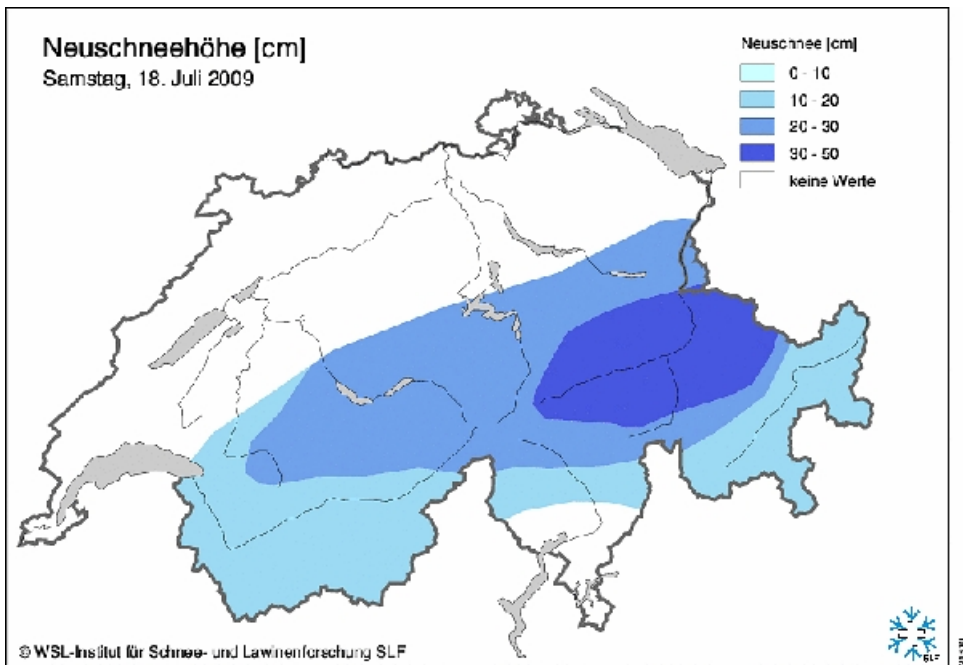 Neuschneehöhe [cm]
Samstag, 18. Juli 2009
Neuschnee [cm]
0 - 10
10 - 20
20 - 30
30 - 50
keine Werte
© WSL-Institut für Schnee- und Lawinenforschung SLF
SLF